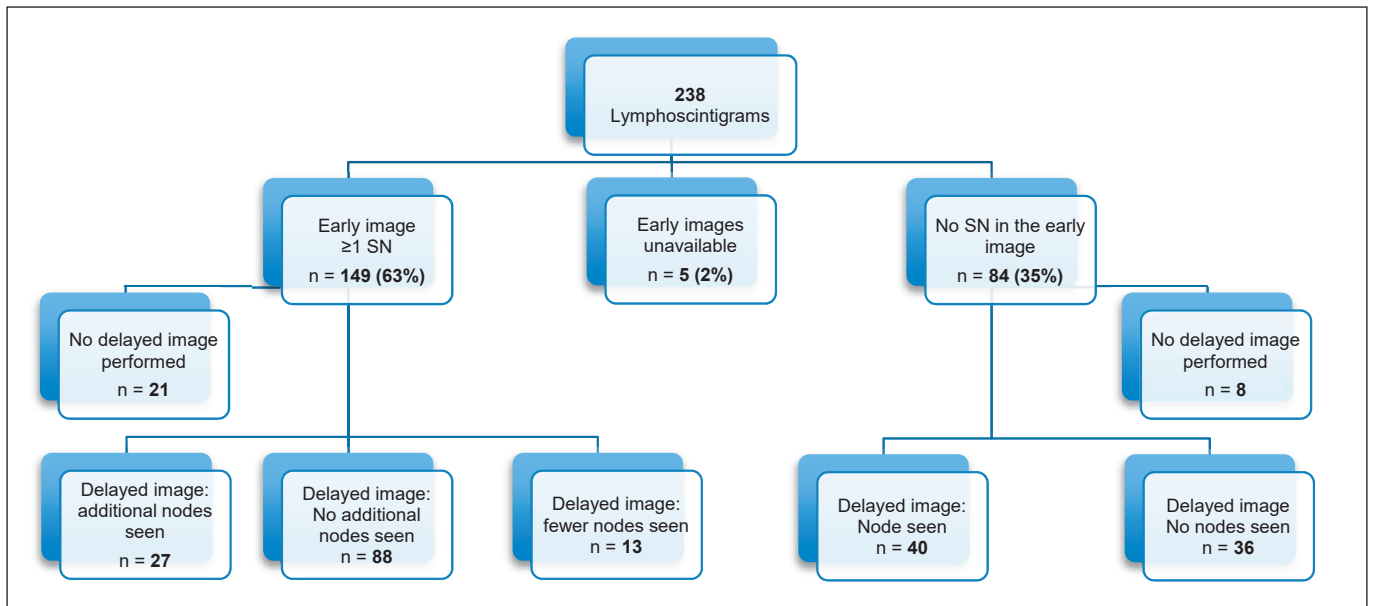 238
Lymphoscintigrams
Early image
≥1 SN
n = 149 (63%)
Early images
unavailable
n = 5 (2%)
No SN in the early
image
n = 84 (35%)
No delayed image
performed
n = 21
No delayed image
performed
n = 8
Delayed image:
additional nodes
seen
n = 27
Delayed image:
No additional
nodes seen
n = 88
Delayed image:
fewer nodes seen
n = 13
Delayed image:
Node seen
n = 40
Delayed image
No nodes seen
n = 36